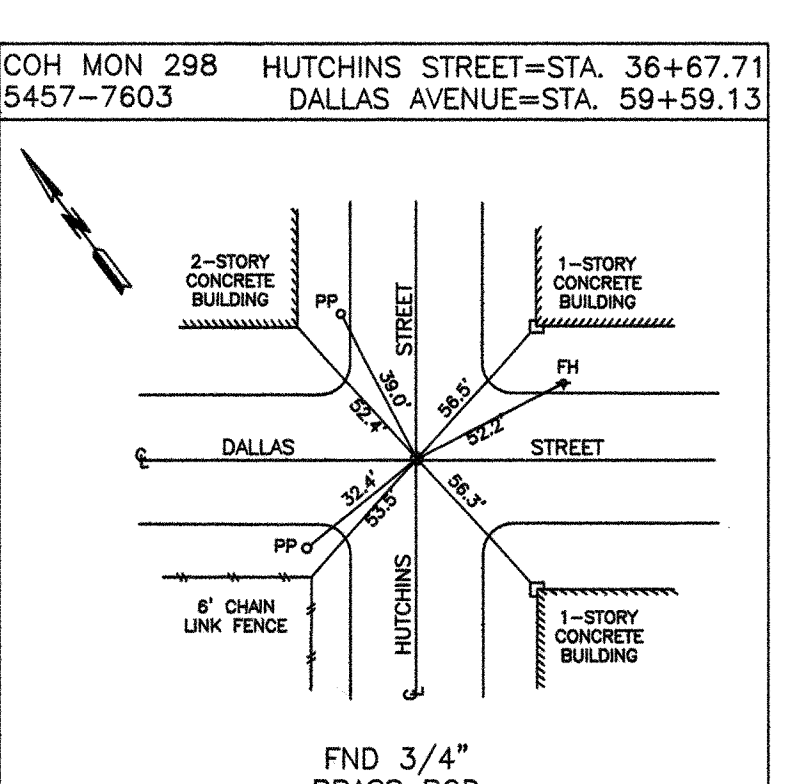 COH MON 298 HUTCHINS STREET=STA. 36+67.71
5457-7603 DALLAS AVENUE=STA. 59+59.13
2-STORY
CONCRETE
BUILDING
PP
STREET
1-STORY
CONCRETE
BUILDING
FH
39.0'
52.4'
56.5'
52.2'
℄ DALLAS
STREET
32.4'
53.5'
56.3'
PP
6' CHAIN
LINK FENCE
HUTCHINS
℄
1-STORY
CONCRETE
BUILDING
FND 3/4"
BRASS ROD